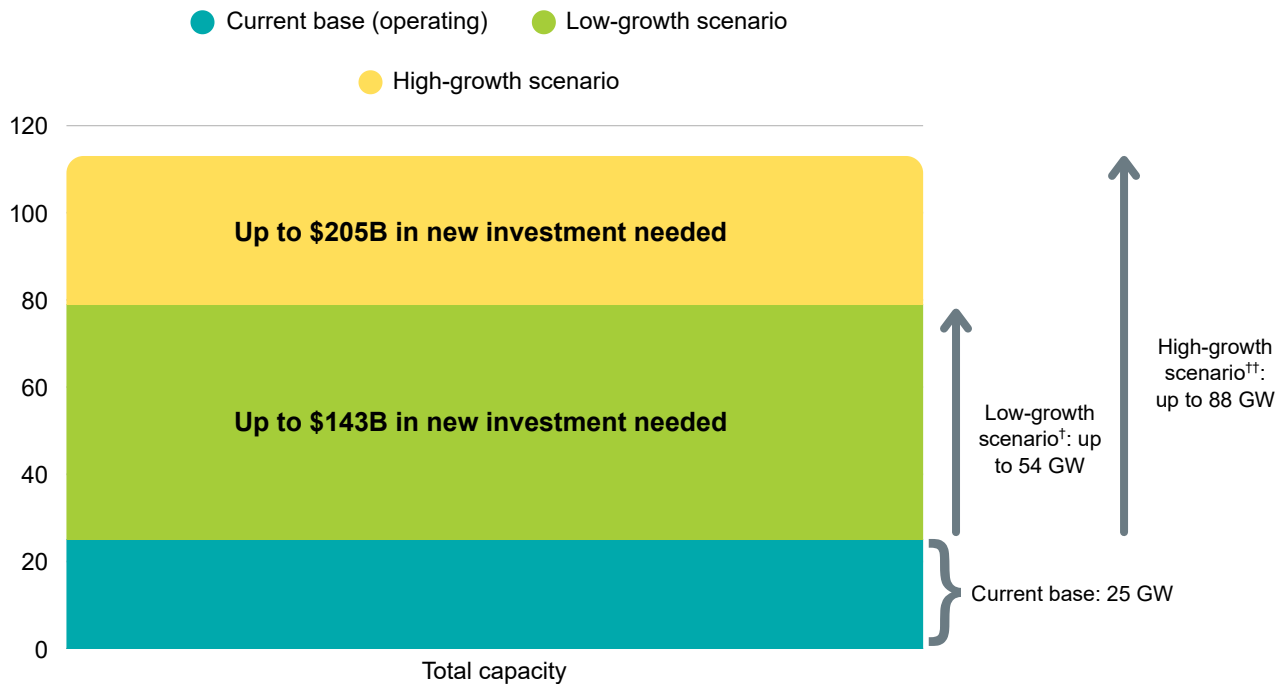 Current base (operating)
Low-growth scenario
High-growth scenario
120
100
80
60
40
20
0
Up to $205B in new investment needed
Up to $143B in new investment needed
High-growth
scenario††:
up to 88 GW
Low-growth
scenario†: up
to 54 GW
Current base: 25 GW
Total capacity